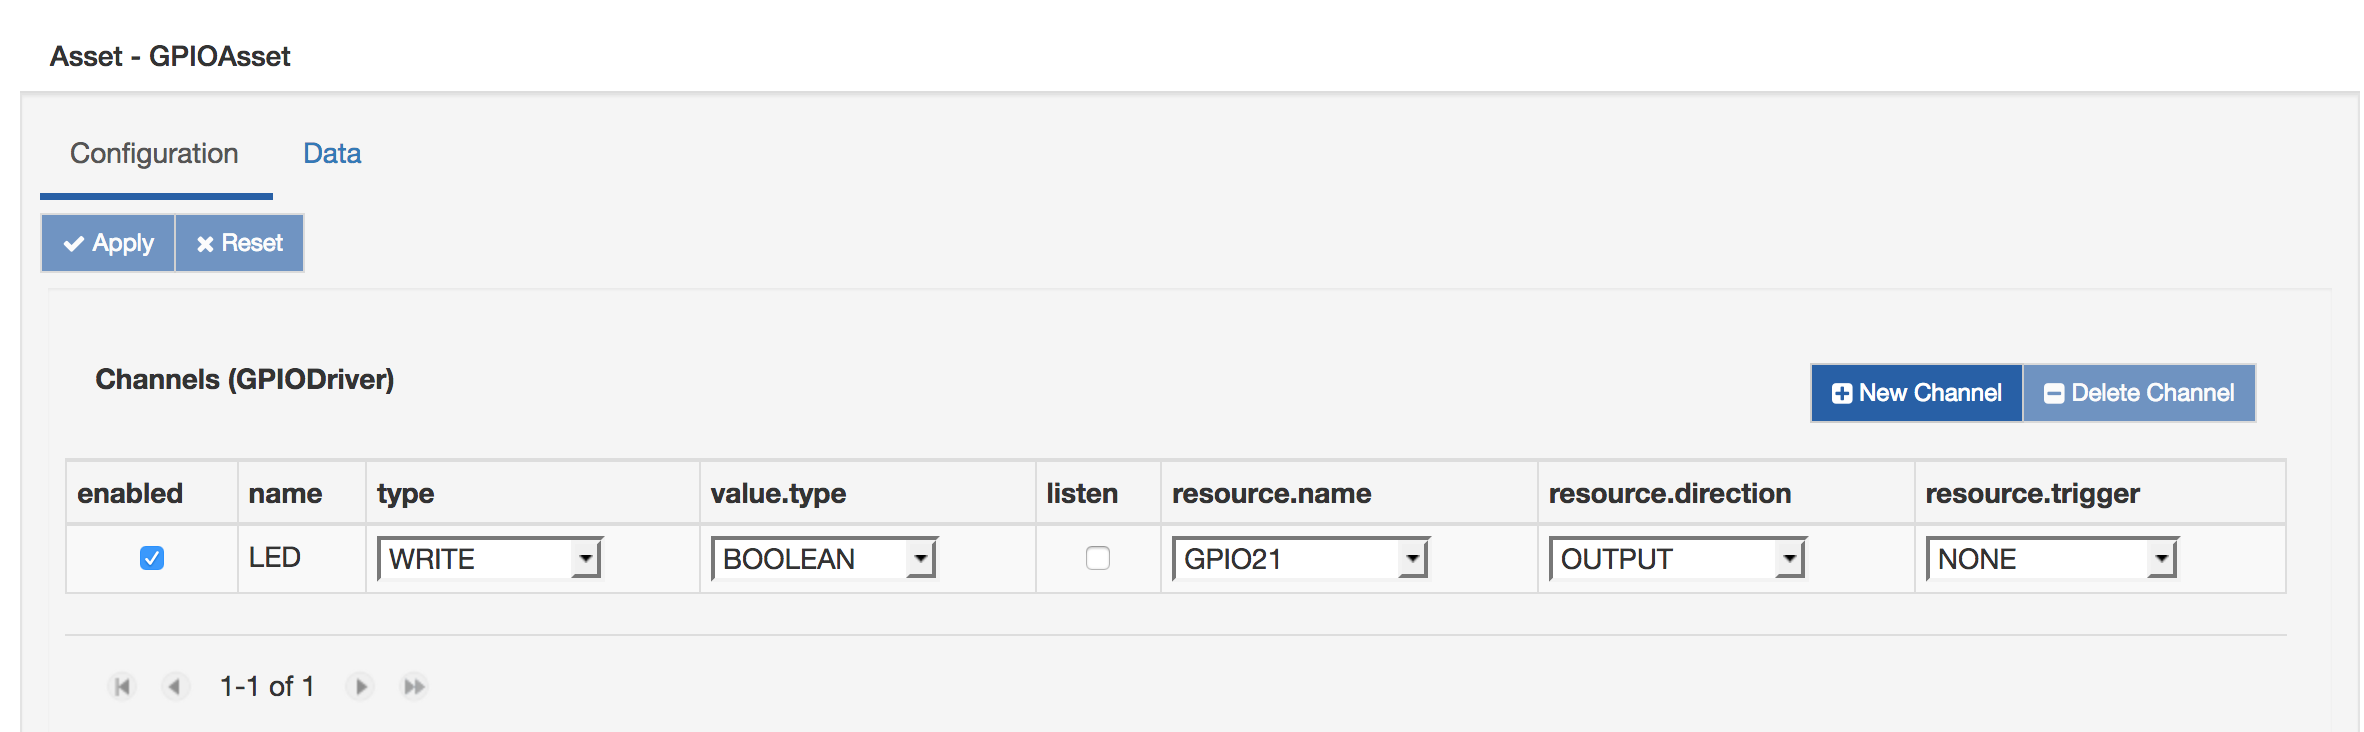 Asset - GPIOAsset
Configuration Data
Apply Reset
Channels (GPIODriver)
New Channel Delete Channel
enabled name type value.type listen resource.name resource.direction resource.trigger
LED WRITE BOOLEAN GPIO21 OUTPUT NONE
1-1 of 1